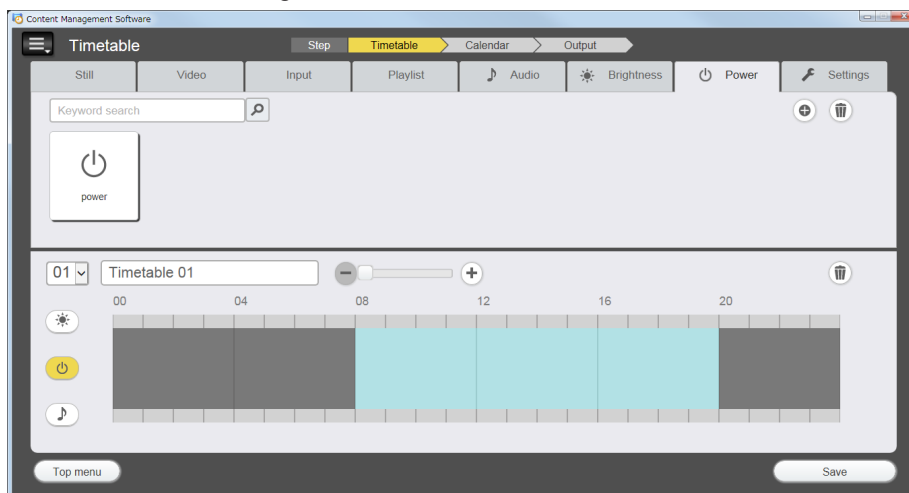 Content Management Software
Timetable
Step Timetable Calendar Output
Still Video Input Playlist Audio Brightness Power Settings
Keyword search
power
01 Timetable 01
00 04 08 12 16 20
Top menu Save